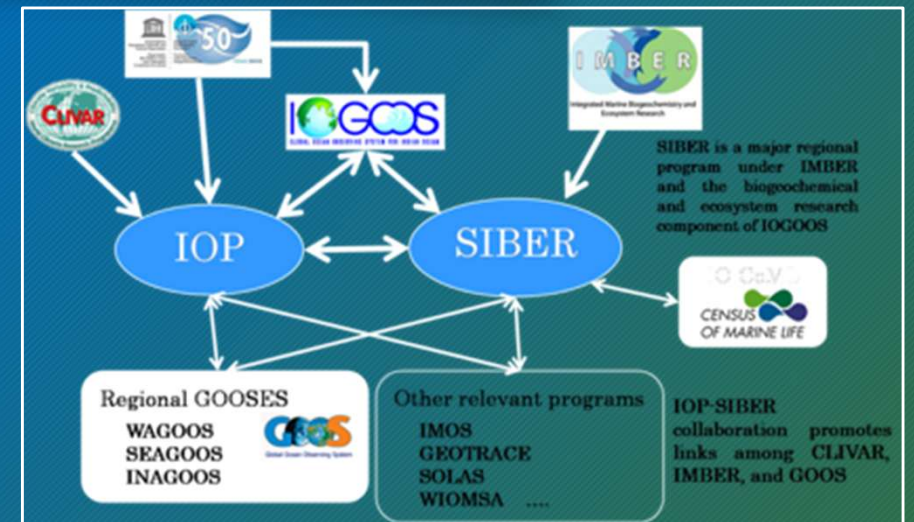 50
CLIVAR
IOGOOS
GLOBAL OCEAN OBSERVING SYSTEM FOR INDIAN OCEAN
IMBER
Integrated Marine Biogeochemistry and
Ecosystem Research
SIBER is a major regional
program under IMBER
and the biogeochemical
and ecosystem research
component of IOGOOS
IOP
SIBER
CENSUS
OF MARINE LIFE
Regional GOOSES
WAGOOS
SEAGOOS
INAGOOS
GOOS
Global Ocean Observing System
Other relevant programs
IMOS
GEOTRACE
SOLAS
WIOMSA ....
IOP-SIBER
collaboration promotes
links among CLIVAR,
IMBER, and GOOS